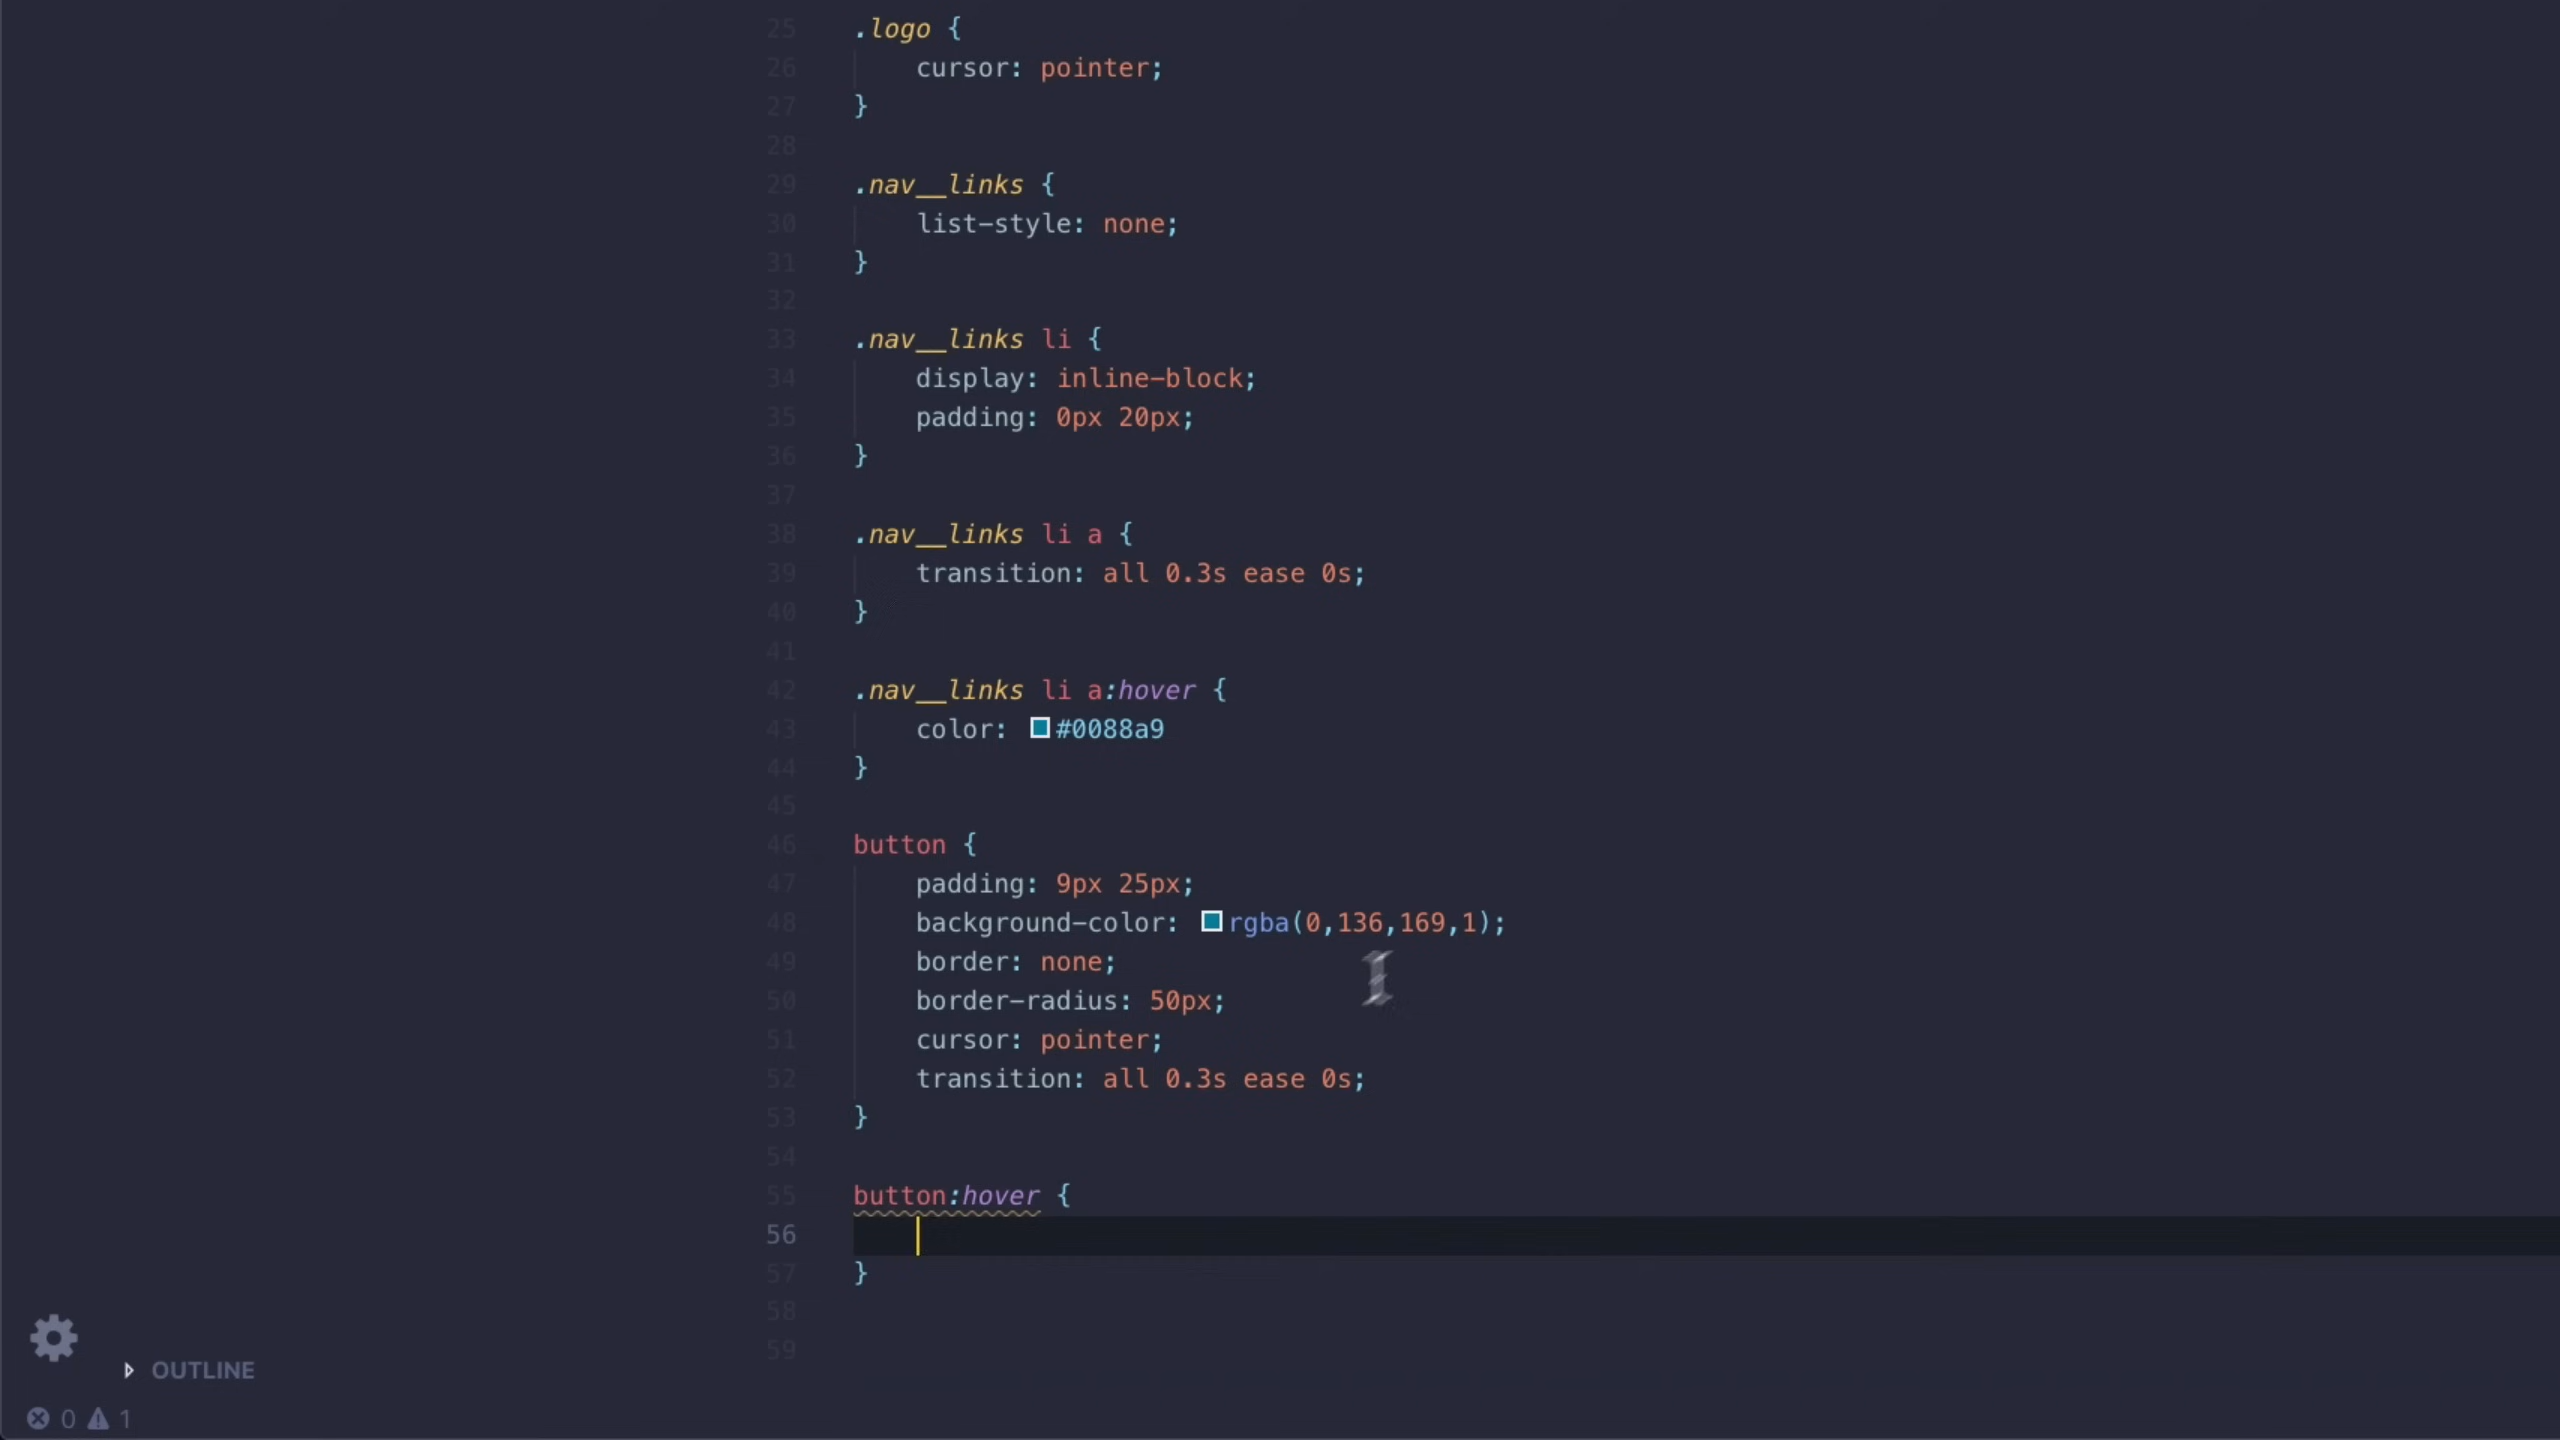 25 .logo {
26 cursor: pointer;
27 }
28
29 .nav__links {
30 list-style: none;
31 }
32
33 .nav__links li {
34 display: inline-block;
35 padding: 0px 20px;
36 }
37
38 .nav__links li a {
39 transition: all 0.3s ease 0s;
40 }
41
42 .nav__links li a:hover {
43 color: #0088a9
44 }
45
46 button {
47 padding: 9px 25px;
48 background-color: rgba(0,136,169,1);
49 border: none;
50 border-radius: 50px;
51 cursor: pointer;
52 transition: all 0.3s ease 0s;
53 }
54
55 button:hover {
56
57 }
58
59
OUTLINE
0 1